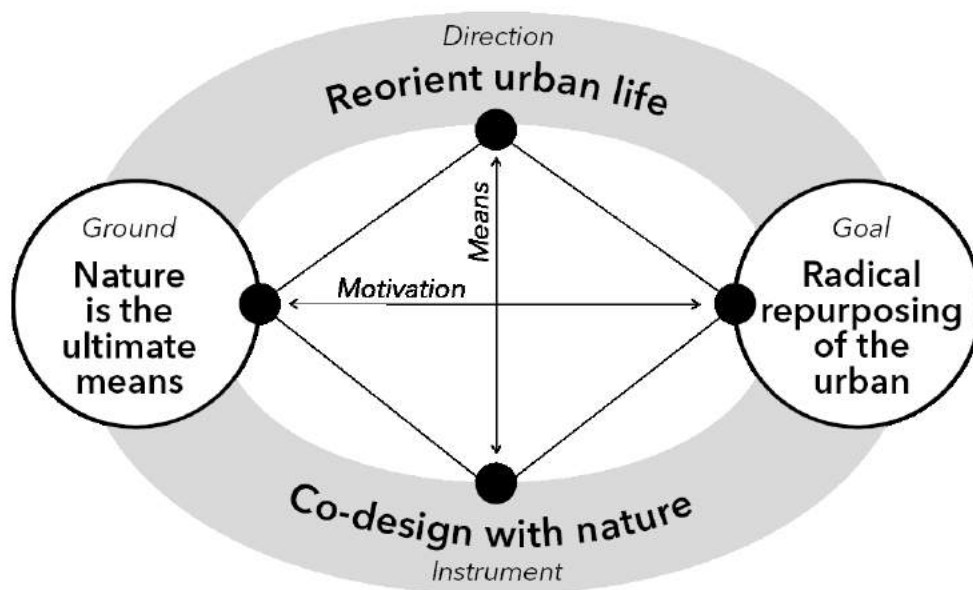 Direction
Reorient urban life
Means
Motivation
Ground
Nature
is the
ultimate
means
Goal
Radical
repurposing
of the
urban
Co-design with nature
Instrument